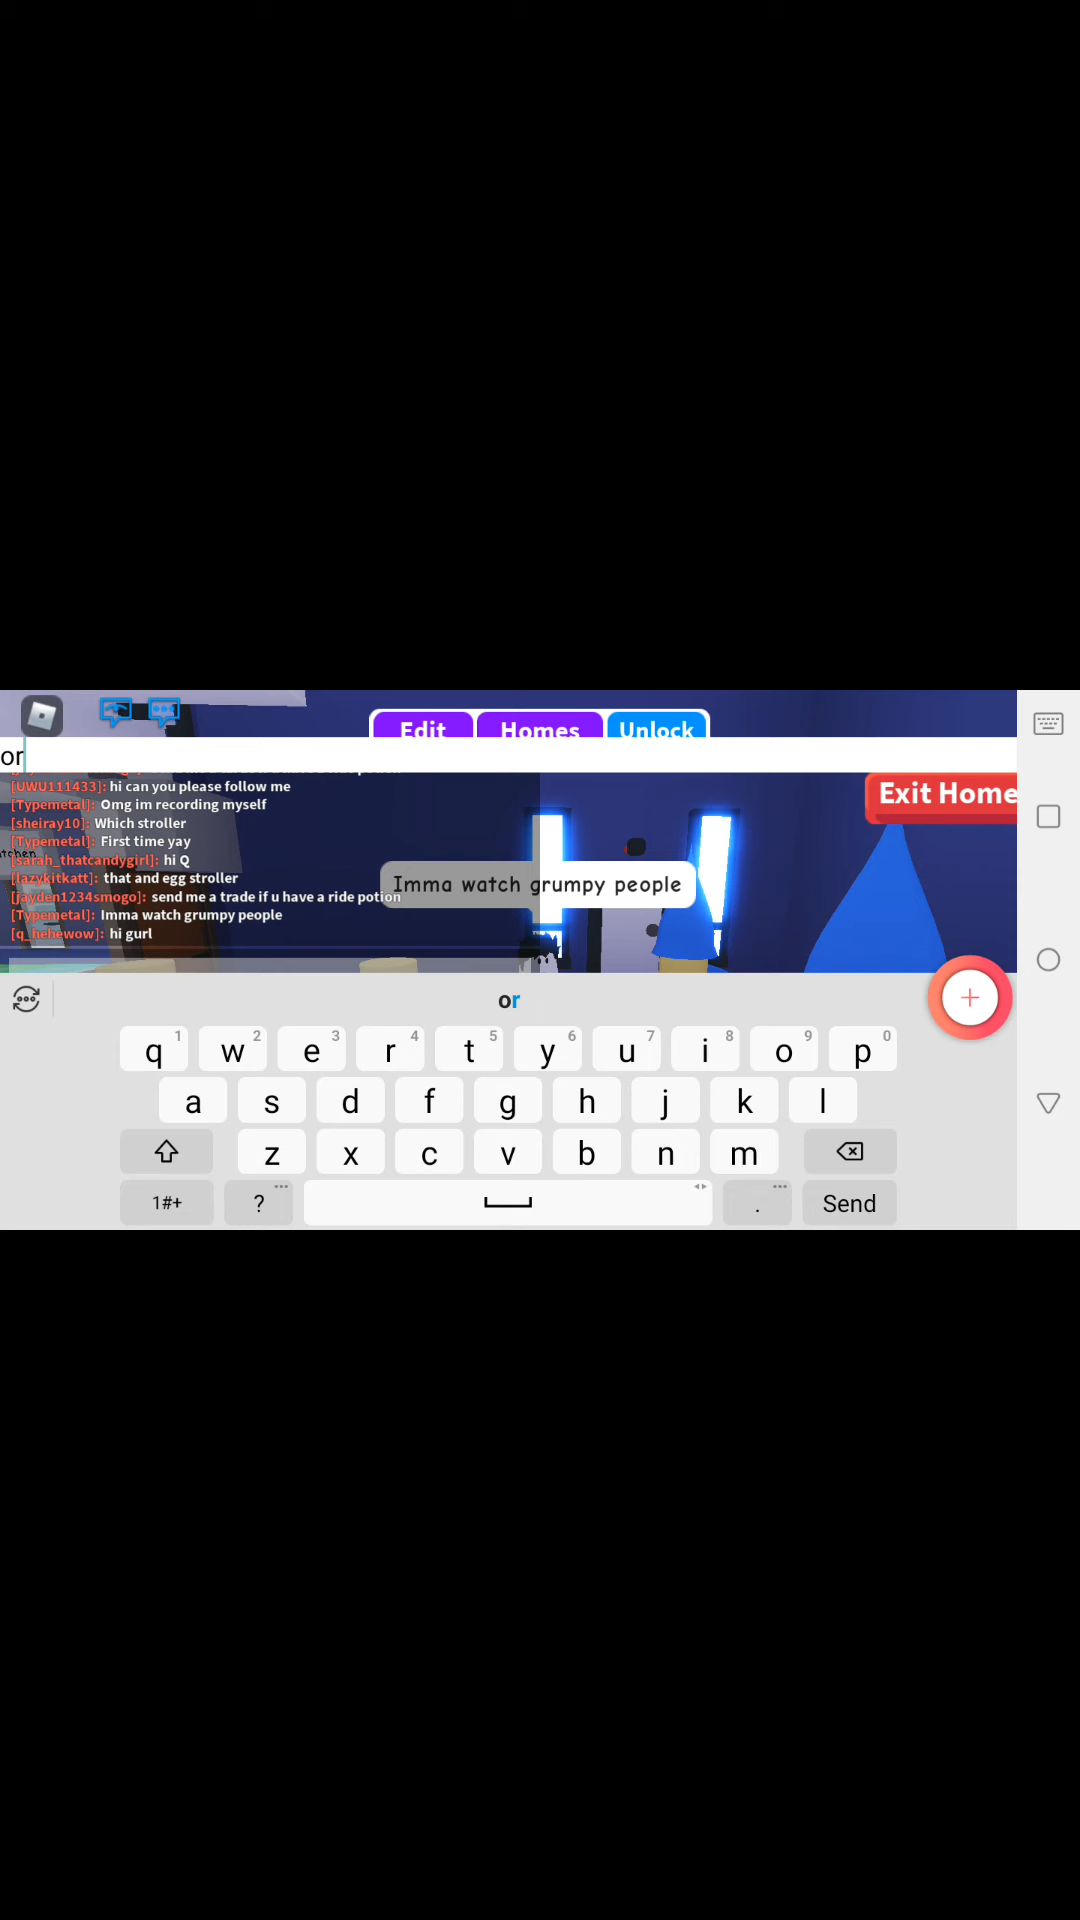 Edit Homes Unlock
or
[UWU111433]: hi can you please follow me
[Typemetal]: Omg im recording myself
Exit Home
[sheiray10]: Which stroller
[Typemetal]: First time yay
[sarah_thatcandygirl]: hi Q
[lazykitkatt]: that and egg stroller
Imma watch grumpy people
[jayden1234smogo]: send me a trade if u have a ride potion
[Typemetal]: Imma watch grumpy people
[q_hehewow]: hi gurl
or
q 1 w 2 e 3 r 4 t 5 y 6 u 7 i 8 o 9 p 0
a s d f g h j k l
z x c v b n m
1#+ ? . Send